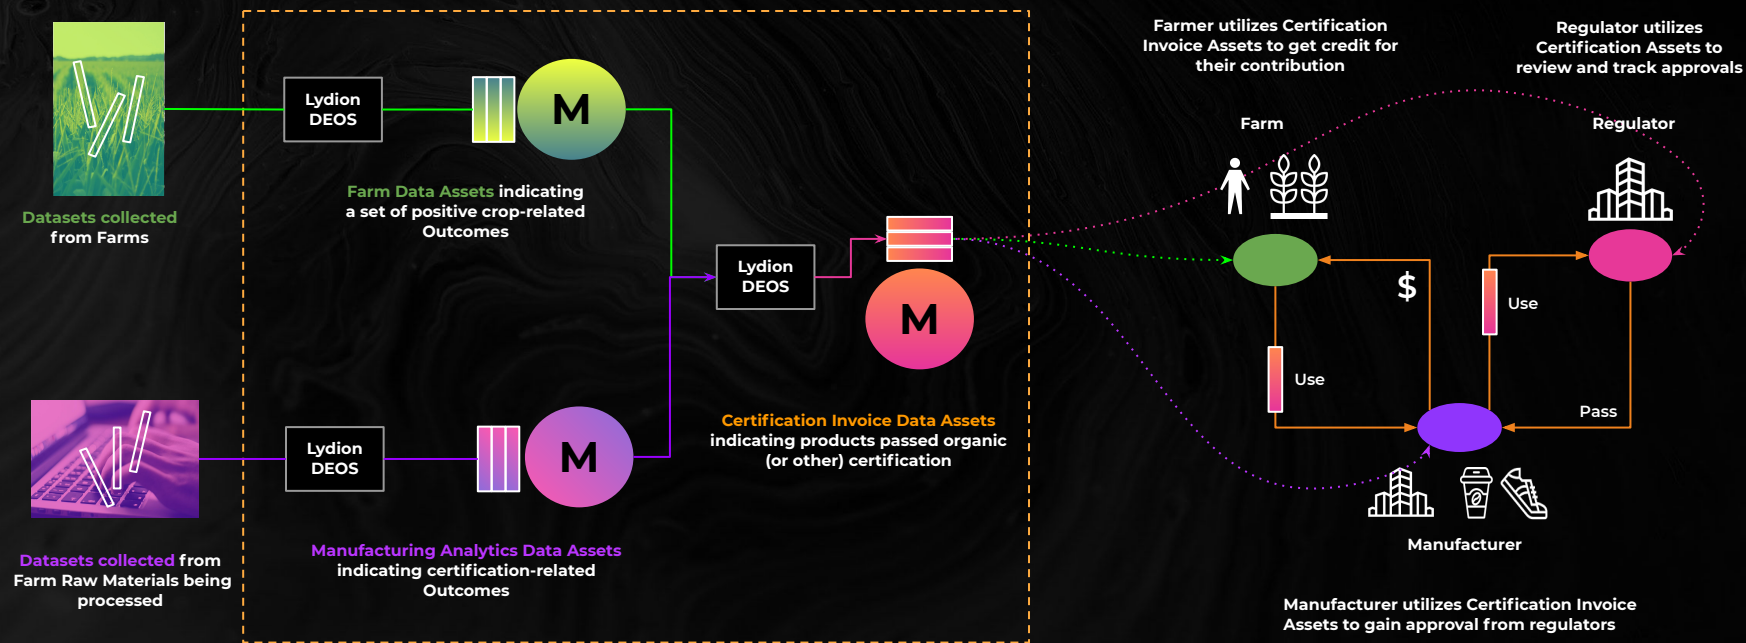 Farmer utilizes Certification
Invoice Assets to get credit for
their contribution
Regulator utilizes
Certification Assets to
review and track approvals
Lydion
DEOS
M
Farm
Regulator
Farm Data Assets indicating
a set of positive crop-related
Outcomes
Datasets collected
from Farms
Lydion
DEOS
M
$
Use
Use
Pass
Certification Invoice Data Assets
indicating products passed organic
(or other) certification
Lydion
DEOS
M
Manufacturing Analytics Data Assets
indicating certification-related
Outcomes
Datasets collected from
Farm Raw Materials being
processed
Manufacturer
Manufacturer utilizes Certification Invoice
Assets to gain approval from regulators